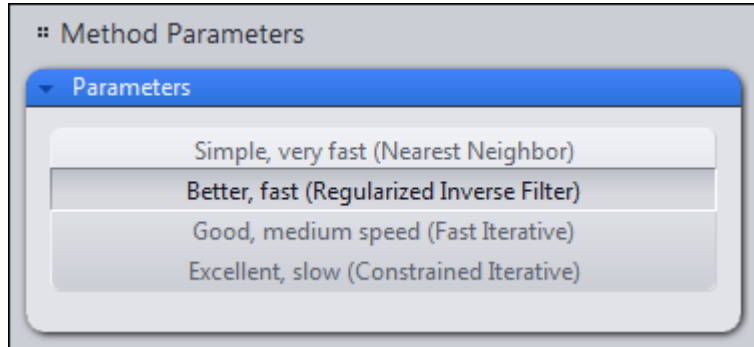 Method Parameters
Parameters
Simple, very fast (Nearest Neighbor)
Better, fast (Regularized Inverse Filter)
Good, medium speed (Fast Iterative)
Excellent, slow (Constrained Iterative)